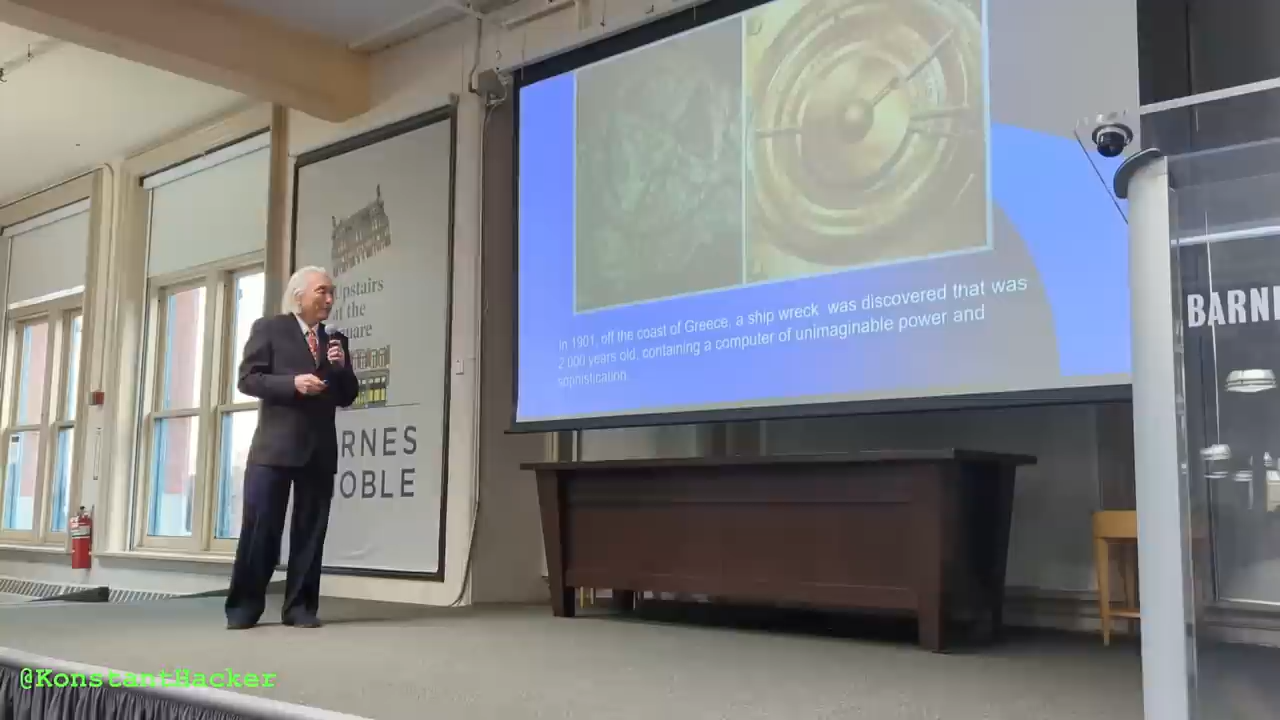 Upstairs
at the
Square
RNES
OBLE
In 1901, off the coast of Greece, a ship wreck was discovered that was
2,000 years old, containing a computer of unimaginable power and
sophistication.
BARN
@KonstantHacker